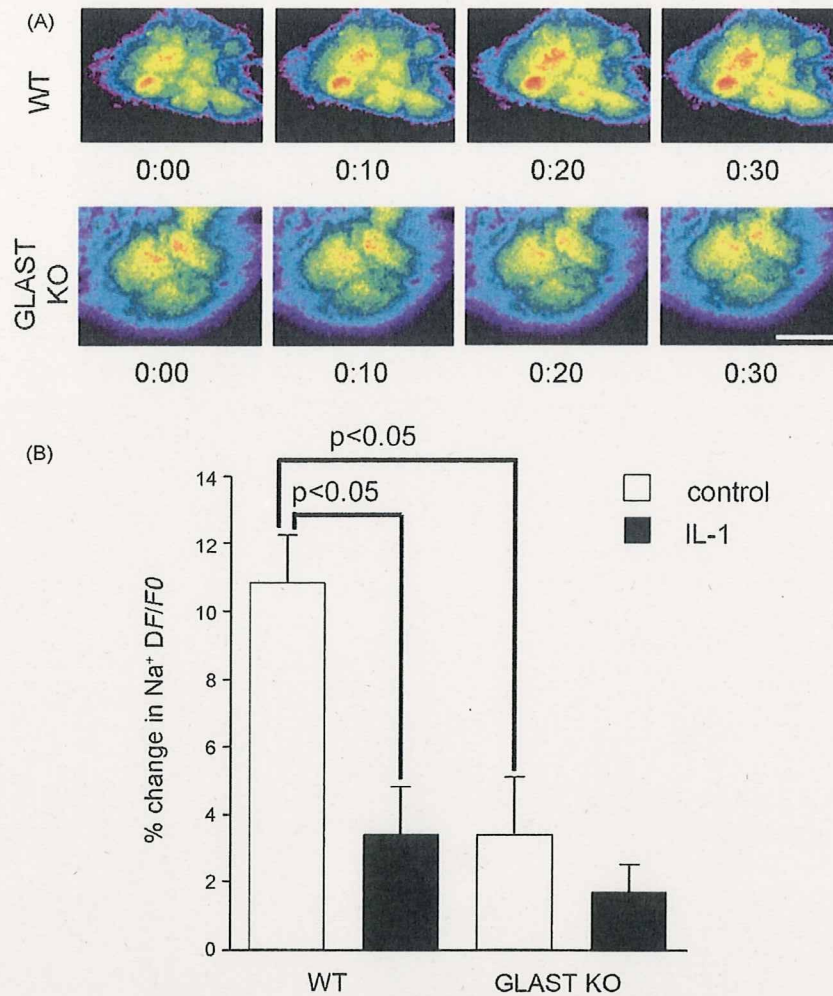 (A)
WT
0:00 0:10 0:20 0:30
GLAST
KO
0:00 0:10 0:20 0:30
(B)
p<0.05
p<0.05
control
IL-1
% change in Na⁺ DF/F0
14
12
10
8
6
4
2
0
WT GLAST KO